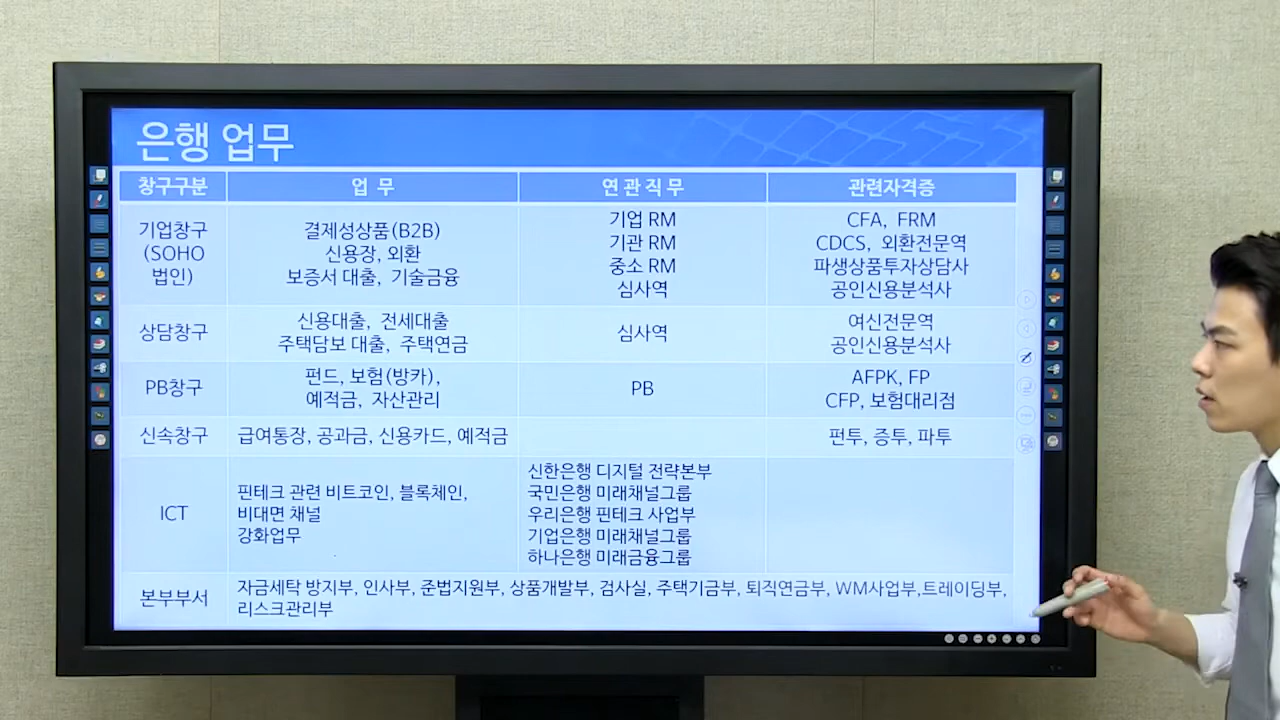 은행 업무
창구구분 업 무 연관직무 관련자격증
기업창구
(SOHO
법인)
결제성상품(B2B)
신용장, 외환
보증서 대출, 기술금융
기업 RM
기관 RM
중소 RM
심사역
CFA, FRM
CDCS, 외환전문역
파생상품투자상담사
공인신용분석사
상담창구
신용대출, 전세대출
주택담보 대출, 주택연금
심사역
여신전문역
공인신용분석사
PB창구
펀드, 보험(방카),
예적금, 자산관리
PB
AFPK, FP
CFP, 보험대리점
신속창구
급여통장, 공과금, 신용카드, 예적금
펀투, 증투, 파투
ICT
핀테크 관련 비트코인, 블록체인,
비대면 채널
강화업무
신한은행 디지털 전략본부
국민은행 미래채널그룹
우리은행 핀테크 사업부
기업은행 미래채널그룹
하나은행 미래금융그룹
본부부서
자금세탁 방지부, 인사부, 준법지원부, 상품개발부, 검사실, 주택기금부, 퇴직연금부, WM사업부,트레이딩부,
리스크관리부